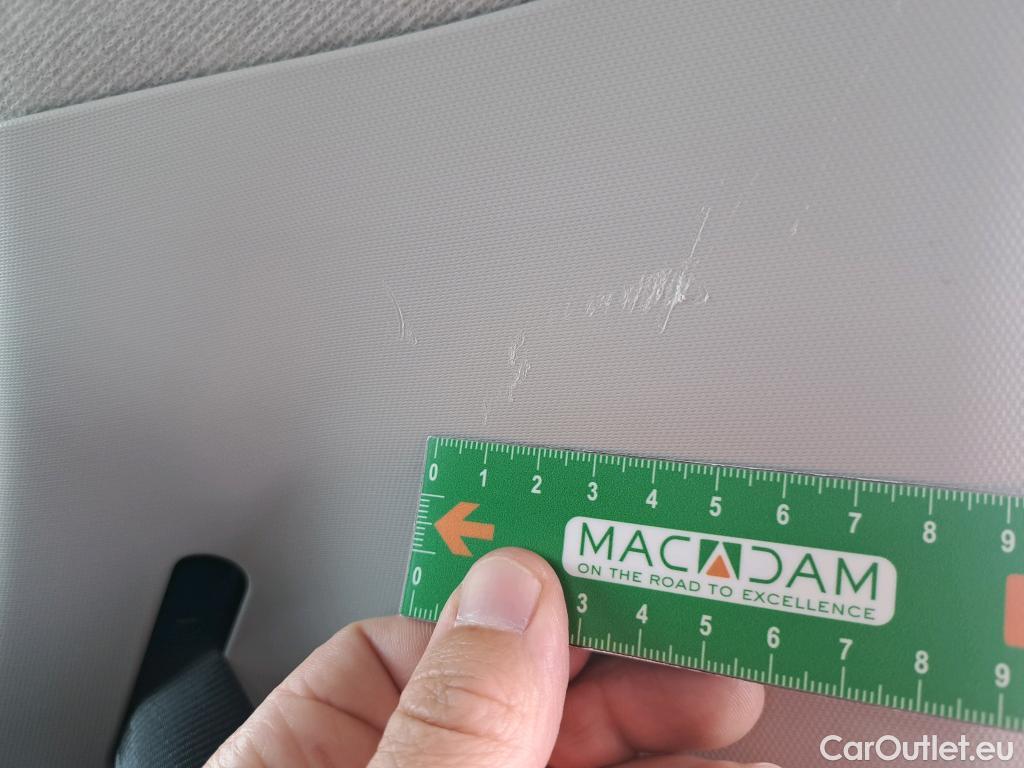 0 1 2 3 4 5 6 7 8 9
MACADAM
ON THE ROAD TO EXCELLENCE
0 3 4 5 6 7 8 9
CarOutlet.eu